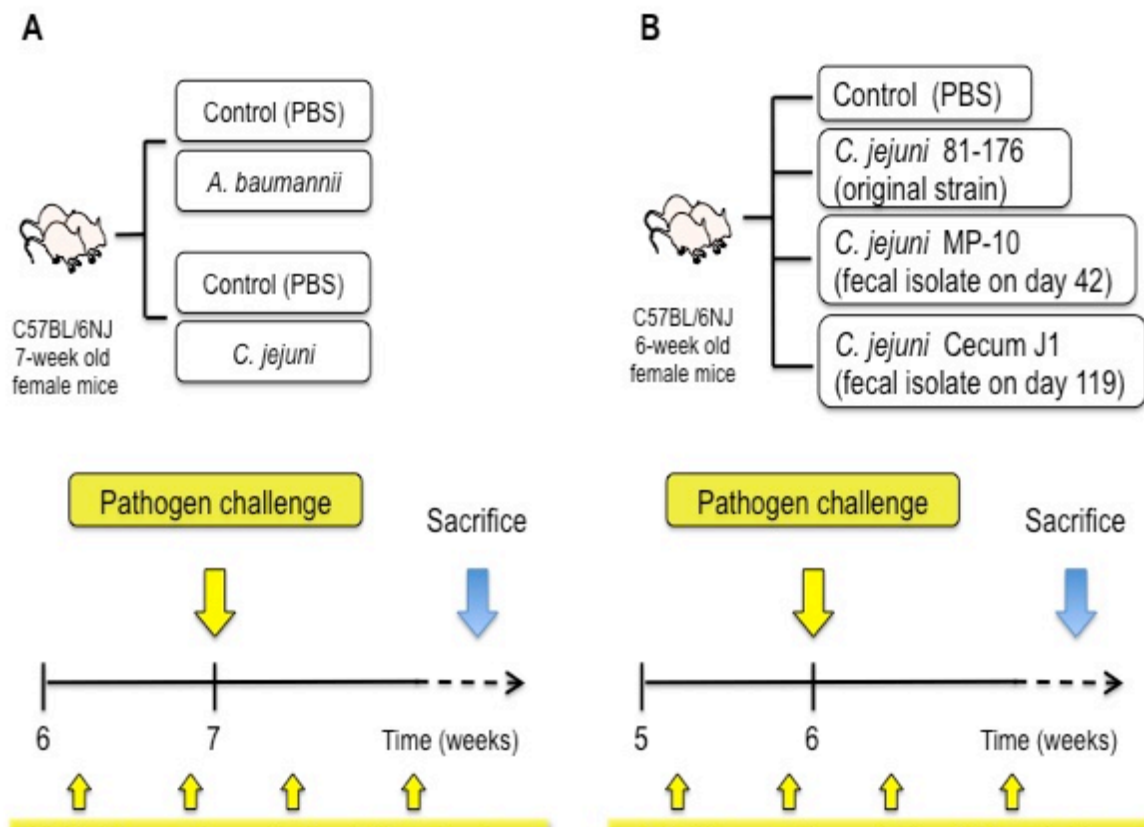 A
Control (PBS)
A. baumannii
Control (PBS)
C. jejuni
C57BL/6NJ
7-week old
female mice
Pathogen challenge
Sacrifice
6
7
Time (weeks)
B
Control (PBS)
C. jejuni 81-176
(original strain)
C. jejuni MP-10
(fecal isolate on day 42)
C. jejuni Cecum J1
(fecal isolate on day 119)
C57BL/6NJ
6-week old
female mice
Pathogen challenge
Sacrifice
5
6
Time (weeks)